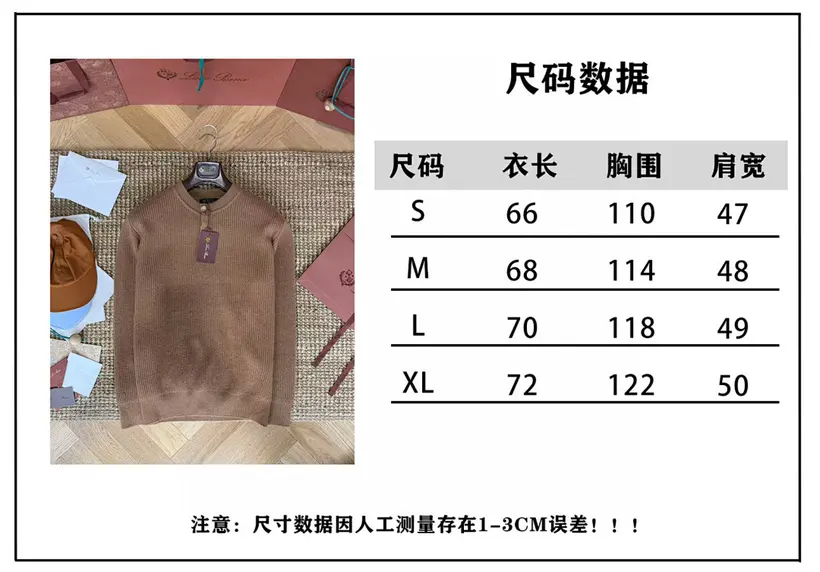 Loro Piana
尺码数据
尺码 衣长 胸围 肩宽
S 66 110 47
M 68 114 48
L 70 118 49
XL 72 122 50
注意：尺寸数据因人工测量存在1-3CM误差！！！